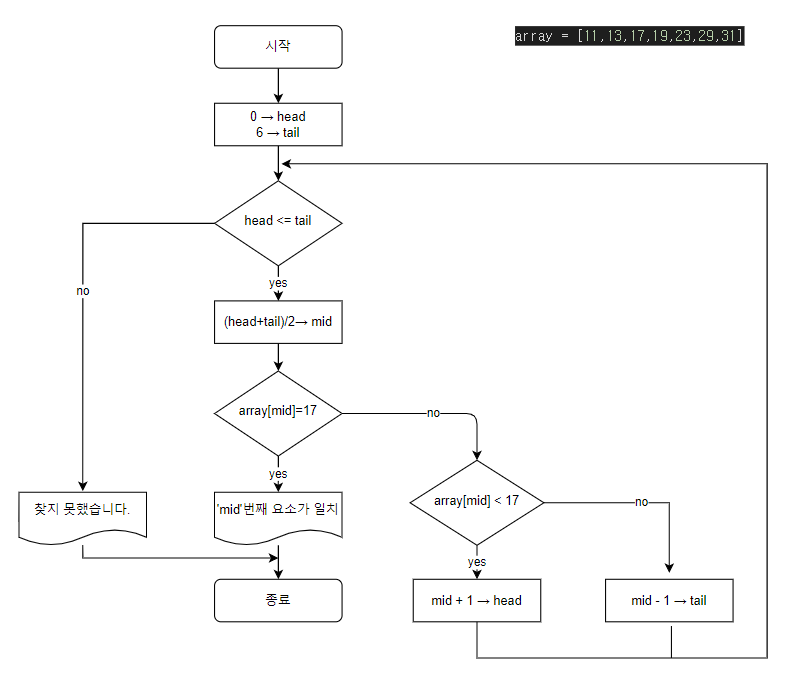 시작
array = [11,13,17,19,23,29,31]
0 → head
6 → tail
head <= tail
no
yes
(head+tail)/2→ mid
array[mid]=17
no
yes
array[mid] < 17
no
찾지 못했습니다.
'mid'번째 요소가 일치
yes
종료
mid + 1 → head
mid - 1 → tail